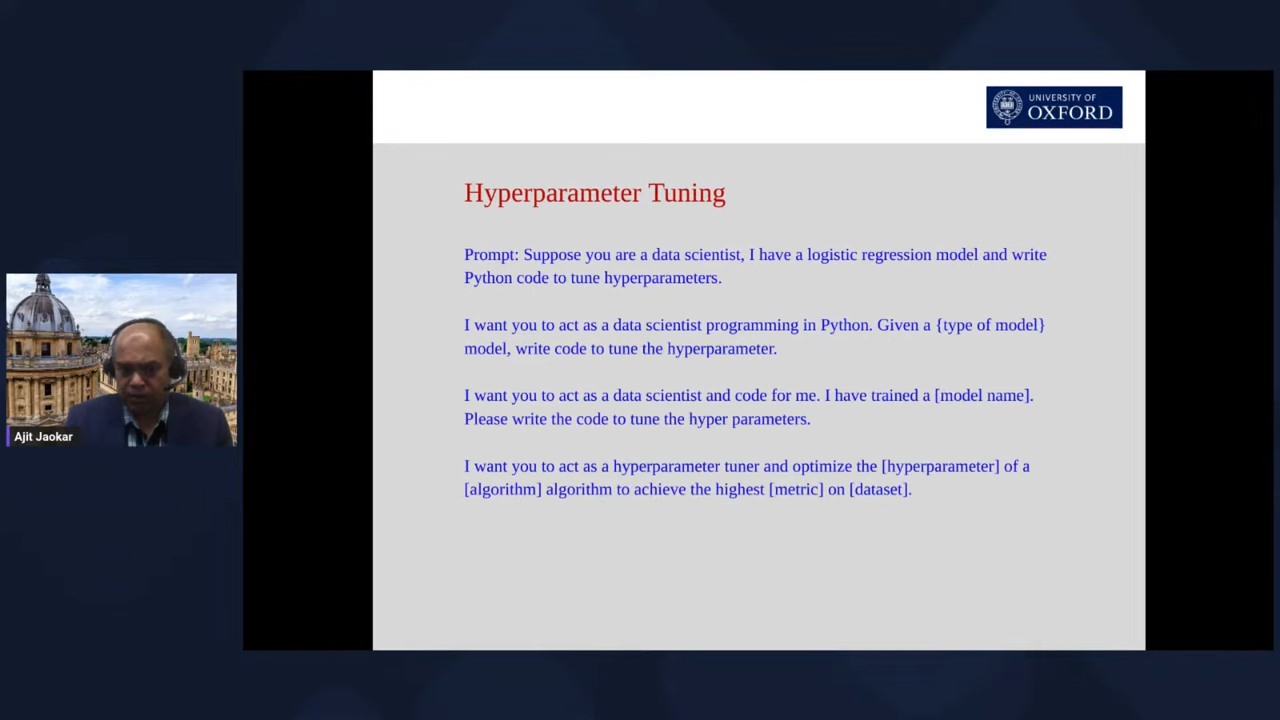 UNIVERSITY OF
OXFORD
Hyperparameter Tuning
Prompt: Suppose you are a data scientist, I have a logistic regression model and write
Python code to tune hyperparameters.
I want you to act as a data scientist programming in Python. Given a {type of model}
model, write code to tune the hyperparameter.
I want you to act as a data scientist and code for me. I have trained a [model name].
Please write the code to tune the hyper parameters.
I want you to act as a hyperparameter tuner and optimize the [hyperparameter] of a
[algorithm] algorithm to achieve the highest [metric] on [dataset].
Ajit Jaokar